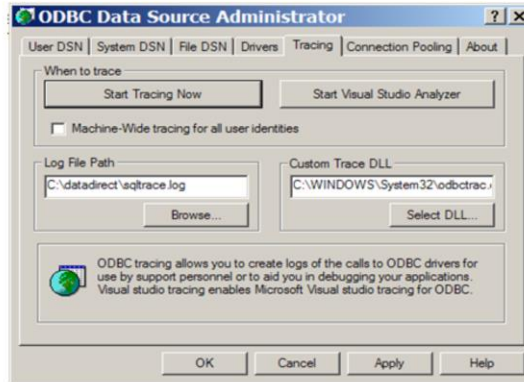 ODBC Data Source Administrator
User DSN System DSN File DSN Drivers Tracing Connection Pooling About
When to trace
Start Tracing Now Start Visual Studio Analyzer
Machine-Wide tracing for all user identities
Log File Path Custom Trace DLL
C:\datadirect\sqltrace.log C:\WINDOWS\System32\odbctrac.
Browse... Select DLL...
ODBC tracing allows you to create logs of the calls to ODBC drivers for
use by support personnel or to aid you in debugging your applications.
Visual studio tracing enables Microsoft Visual studio tracing for ODBC.
OK Cancel Apply Help